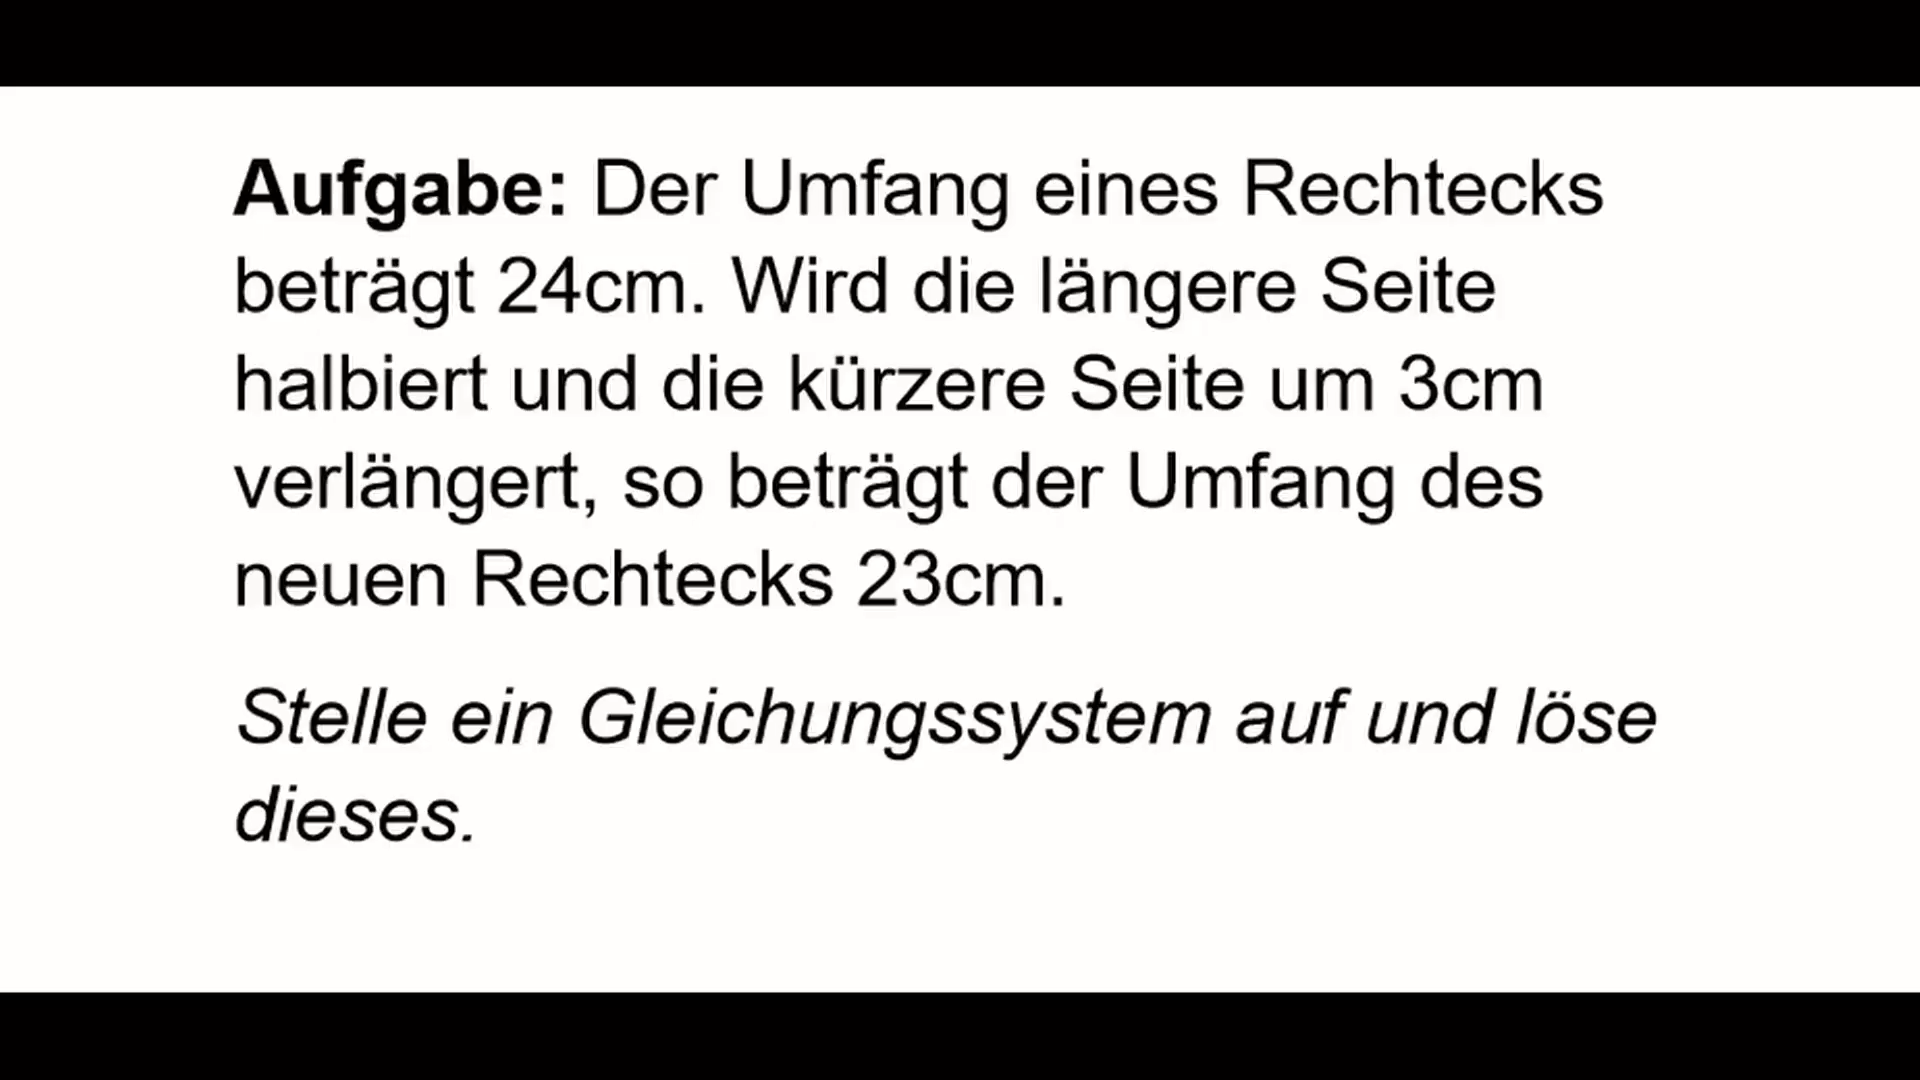 Aufgabe: Der Umfang eines Rechtecks
beträgt 24cm. Wird die längere Seite
halbiert und die kürzere Seite um 3cm
verlängert, so beträgt der Umfang des
neuen Rechtecks 23cm.
Stelle ein Gleichungssystem auf und löse
dieses.